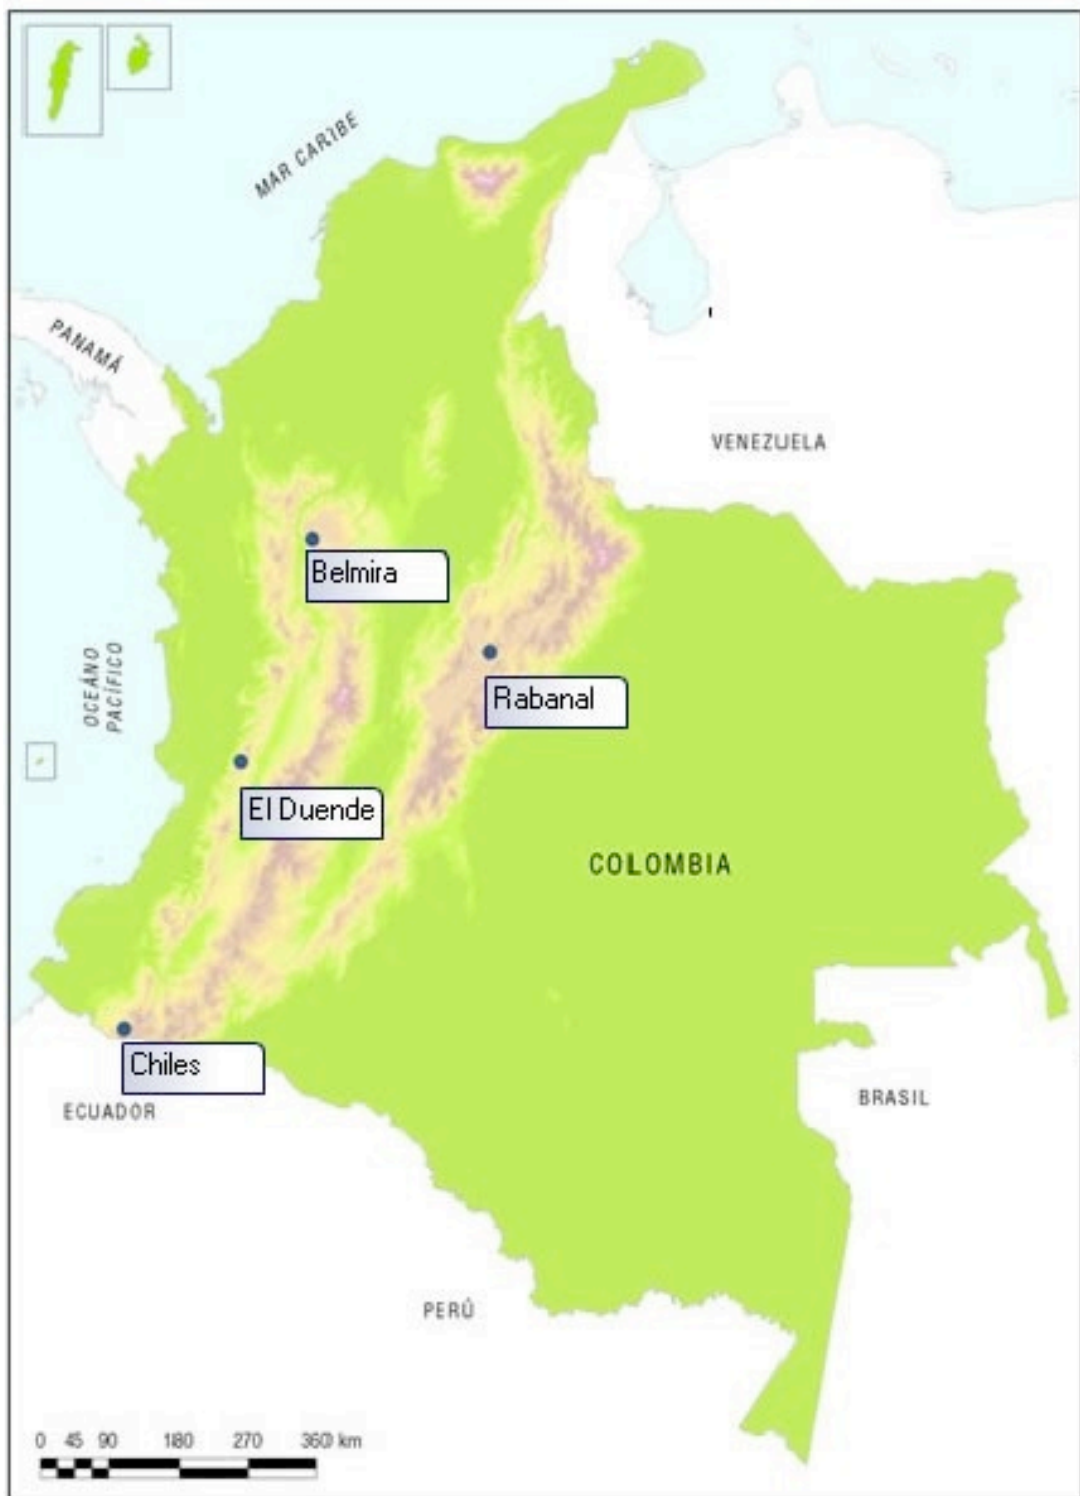 MAR CARIBE
PANAMÁ
VENEZUELA
Belmira
OCEÁNO
PACÍFICO
Rabanal
El Duende
COLOMBIA
Chiles
ECUADOR
BRASIL
PERÚ
0 45 90 180 270 360 km